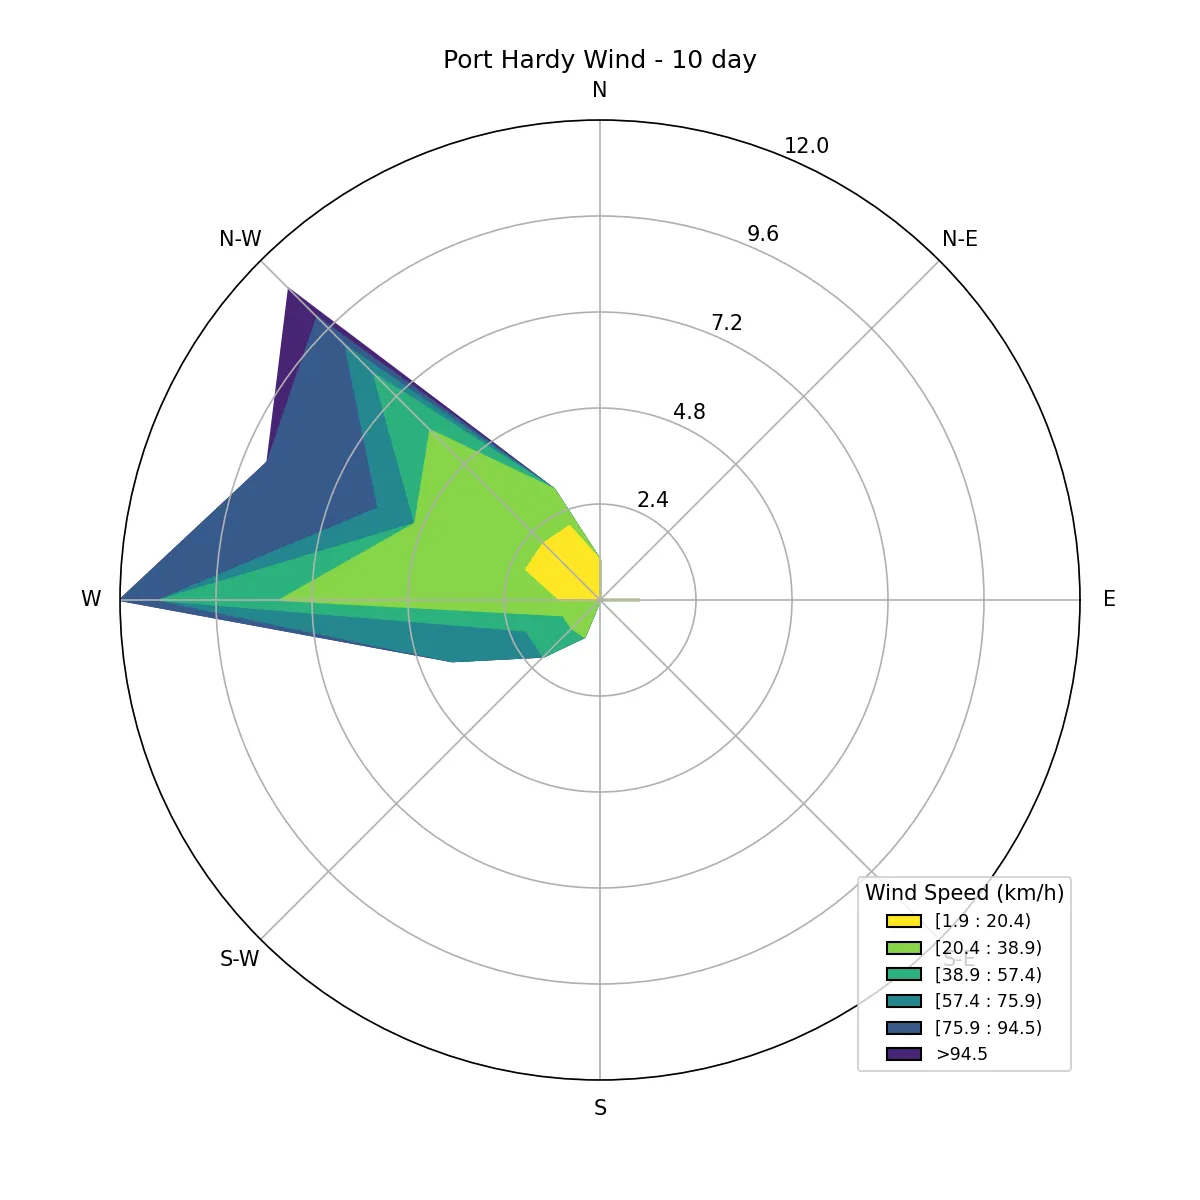 Port Hardy Wind - 10 day
N
12.0
N-W
9.6
N-E
7.2
4.8
2.4
W
E
Wind Speed (km/h)
[1.9 : 20.4)
[20.4 : 38.9)
S-W
S-E
[38.9 : 57.4)
[57.4 : 75.9)
[75.9 : 94.5)
>94.5
S